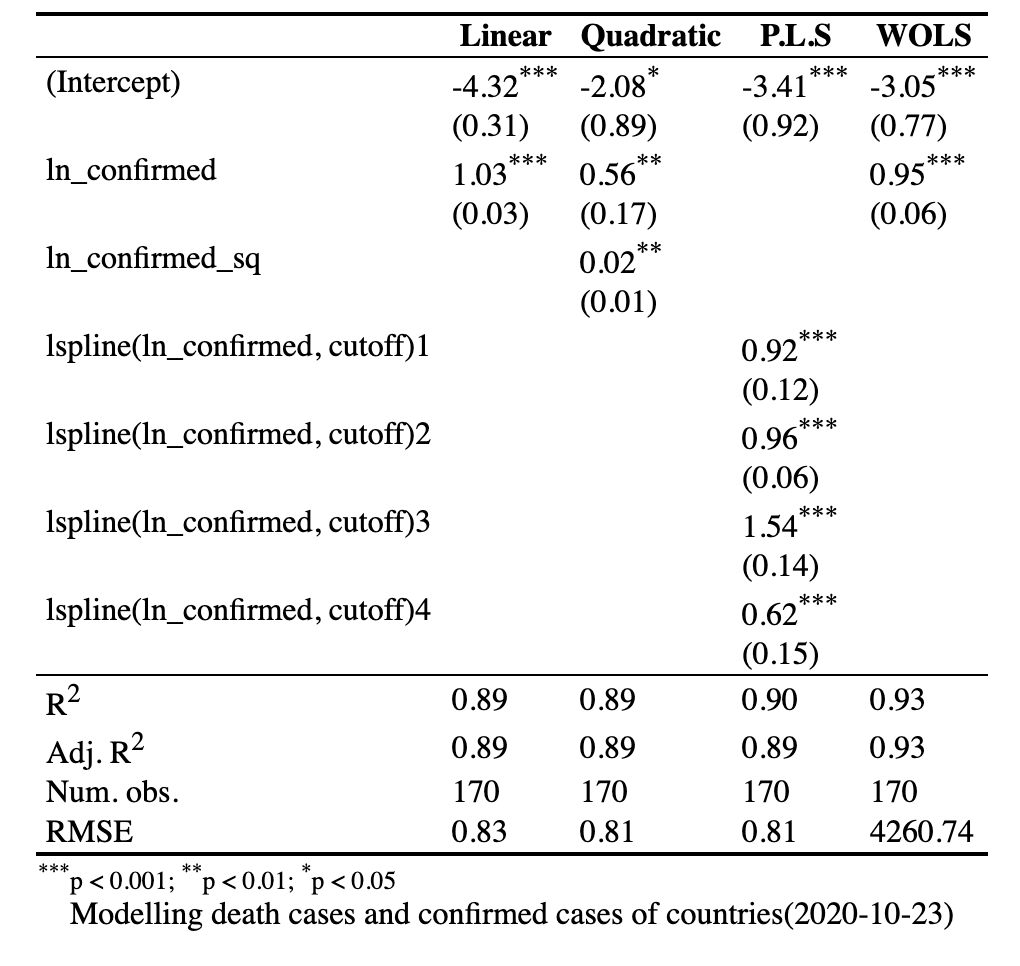 Linear Quadratic P.L.S WOLS
(Intercept) -4.32*** -2.08* -3.41*** -3.05***
(0.31) (0.89) (0.92) (0.77)
ln_confirmed 1.03*** 0.56** 0.95***
(0.03) (0.17) (0.06)
ln_confirmed_sq 0.02**
(0.01)
lspline(ln_confirmed, cutoff)1 0.92***
(0.12)
lspline(ln_confirmed, cutoff)2 0.96***
(0.06)
lspline(ln_confirmed, cutoff)3 1.54***
(0.14)
lspline(ln_confirmed, cutoff)4 0.62***
(0.15)
R² 0.89 0.89 0.90 0.93
Adj. R² 0.89 0.89 0.89 0.93
Num. obs. 170 170 170 170
RMSE 0.83 0.81 0.81 4260.74
***p < 0.001; **p < 0.01; *p < 0.05
Modelling death cases and confirmed cases of countries(2020-10-23)